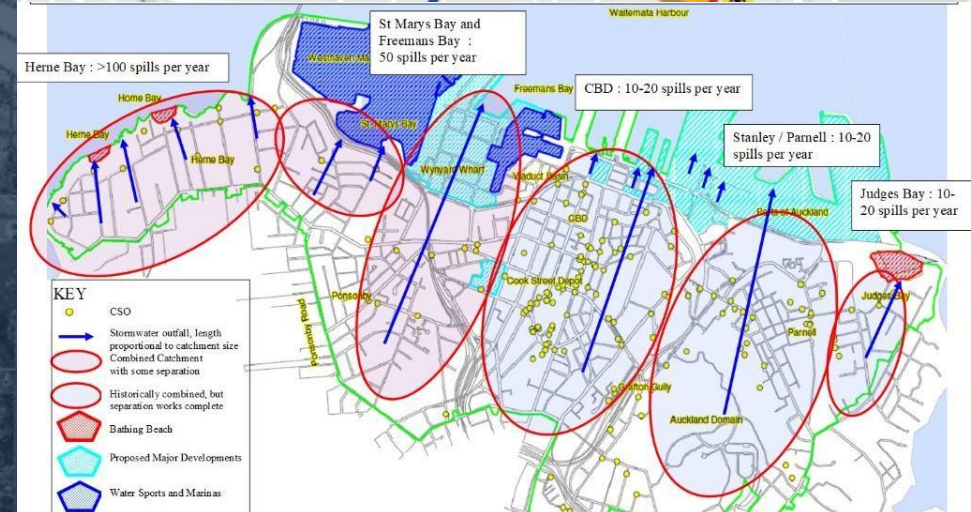 Waitemata Harbour
St Marys Bay and
Freemans Bay :
50 spills per year
Herne Bay : >100 spills per year
Westhaven Ma
Freemans Bay
CBD : 10-20 spills per year
Herne Bay
Herne Bay
Herne Bay
St Marys Bay
Wynyard Wharf
Viaduct Basin
Stanley / Parnell : 10-20
spills per year
Judges Bay : 10-
20 spills per year
CBD
Ports of Auckland
Cook Street Depot
Ponsonby
Ponsonby Road
Judges Bay
Parnell
Grafton Gully
Auckland Domain
KEY
CSO
Stormwater outfall, length
proportional to catchment size
Combined Catchment
with some separation
Historically combined, but
separation works complete
Bathing Beach
Proposed Major Developments
Water Sports and Marinas